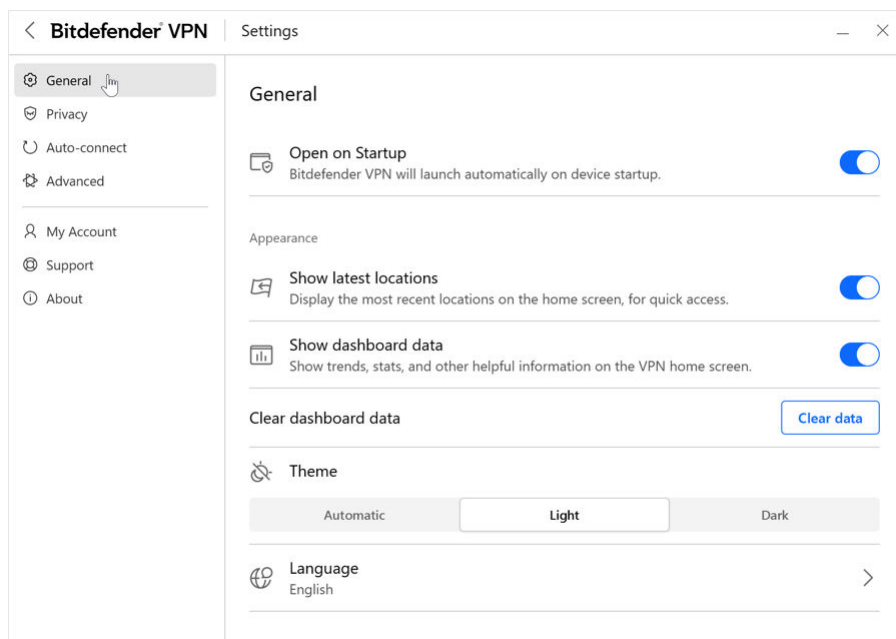 Bitdefender® VPN
Settings
General
Privacy
Auto-connect
Advanced
My Account
Support
About
General
Open on Startup
Bitdefender VPN will launch automatically on device startup.
Appearance
Show latest locations
Display the most recent locations on the home screen, for quick access.
Show dashboard data
Show trends, stats, and other helpful information on the VPN home screen.
Clear dashboard data
Clear data
Theme
Automatic
Light
Dark
Language
English